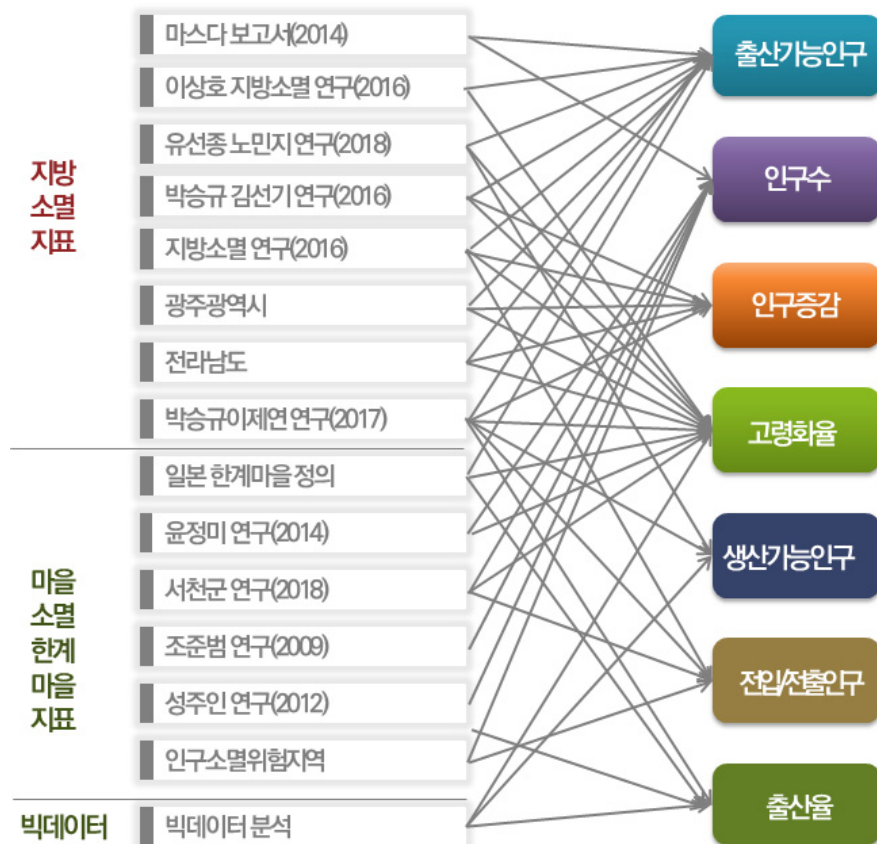 지방
소멸
지표
마스다 보고서(2014)
이상호 지방소멸 연구(2016)
유선종 노민지 연구(2018)
박승규 김선기 연구(2016)
지방소멸 연구(2016)
광주광역시
전라남도
박승규이제연 연구(2017)
마을
소멸
한계
마을
지표
일본 한계마을 정의
윤정미 연구(2014)
서천군 연구(2018)
조준범 연구(2009)
성주인 연구(2012)
인구소멸위험지역
빅데이터
빅데이터 분석
출산가능인구
인구수
인구증감
고령화율
생산가능인구
전입/전출인구
출산율